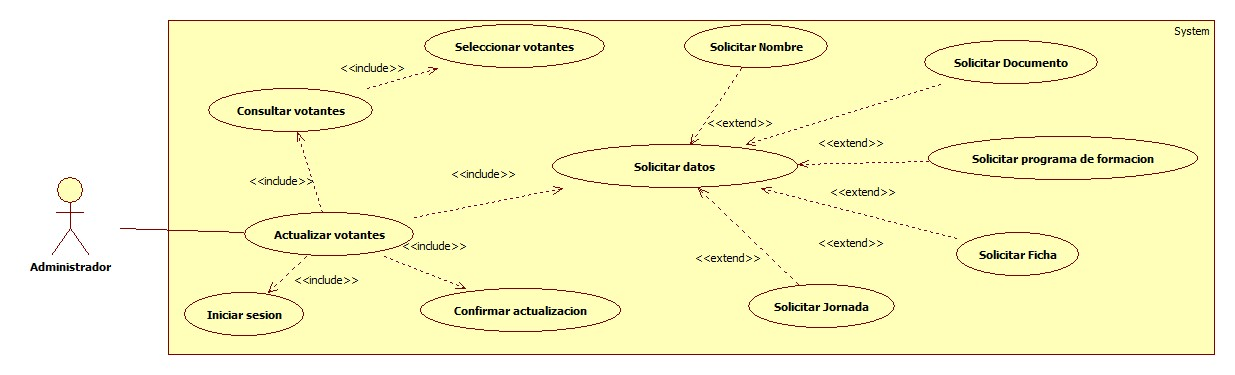 System
Seleccionar votantes
Solicitar Nombre
Solicitar Documento
<<include>>
Consultar votantes
<<extend>>
<<extend>>
Solicitar programa de formacion
Solicitar datos
<<include>>
<<include>>
<<extend>>
Actualizar votantes
<<include>>
<<extend>>
Solicitar Ficha
<<extend>>
Administrador
<<include>>
Iniciar sesion
Confirmar actualizacion
Solicitar Jornada